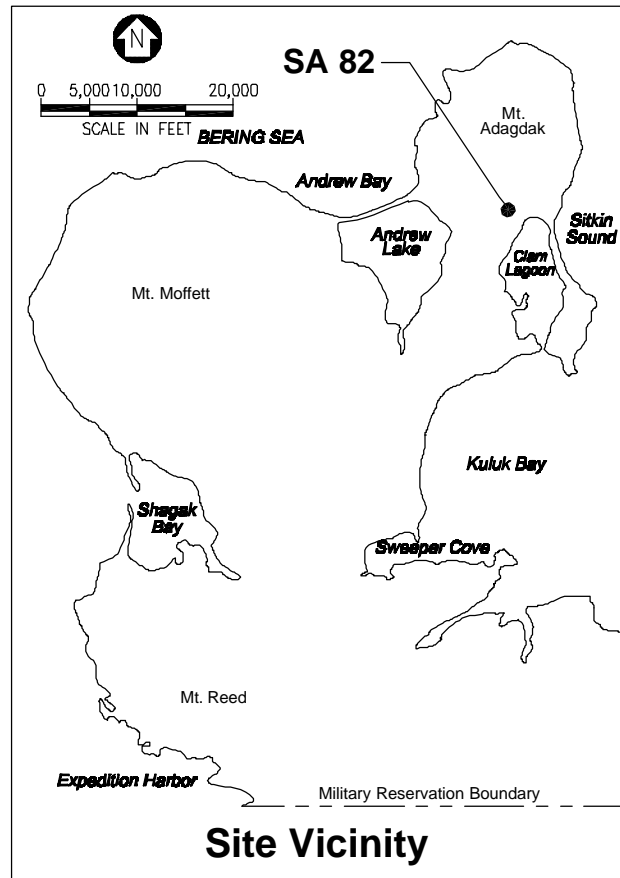 N
SA 82
0 5,000 10,000 20,000
SCALE IN FEET
BERING SEA
Mt.
Adagdak
Andrew Bay
Andrew
Lake
Sitkin
Sound
Clam
Lagoon
Mt. Moffett
Kuluk Bay
Shagak
Bay
Sweeper Cove
Mt. Reed
Expedition Harbor
Military Reservation Boundary
Site Vicinity